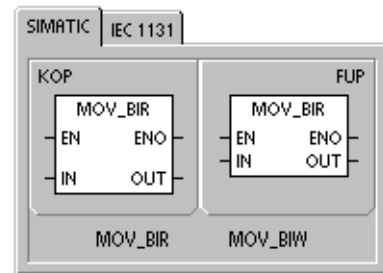 SIMATIC IEC 1131
KOP FUP
MOV_BIR MOV_BIR
EN ENO EN ENO
IN OUT IN OUT
MOV_BIR MOV_BIW